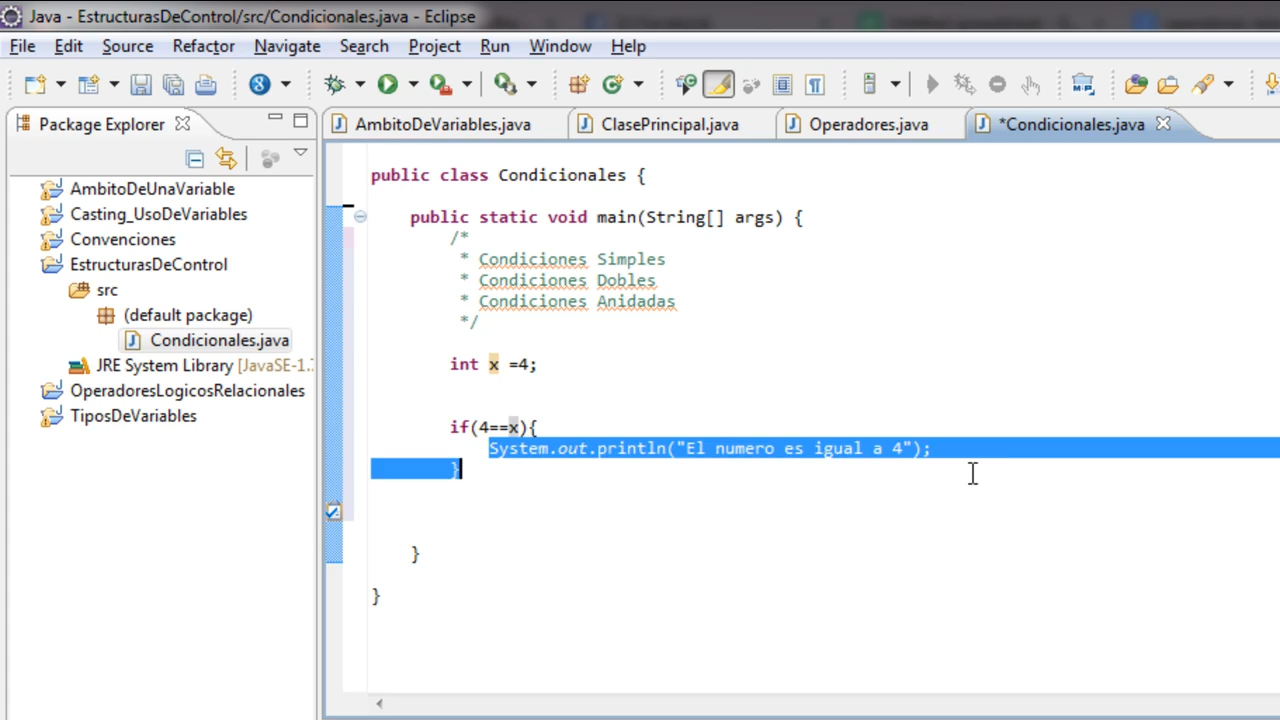 Java - EstructurasDeControl/src/Condicionales.java - Eclipse
File Edit Source Refactor Navigate Search Project Run Window Help
Package Explorer
AmbitoDeVariables.java ClasePrincipal.java Operadores.java *Condicionales.java
AmbitoDeUnaVariable
Casting_UsoDeVariables
Convenciones
EstructurasDeControl
src
(default package)
Condicionales.java
JRE System Library [JavaSE-1.
OperadoresLogicosRelacionales
TiposDeVariables
public class Condicionales {
public static void main(String[] args) {
/*
* Condiciones Simples
* Condiciones Dobles
* Condiciones Anidadas
*/
int x =4;
if(4==x){
System.out.println("El numero es igual a 4");
}
}
}